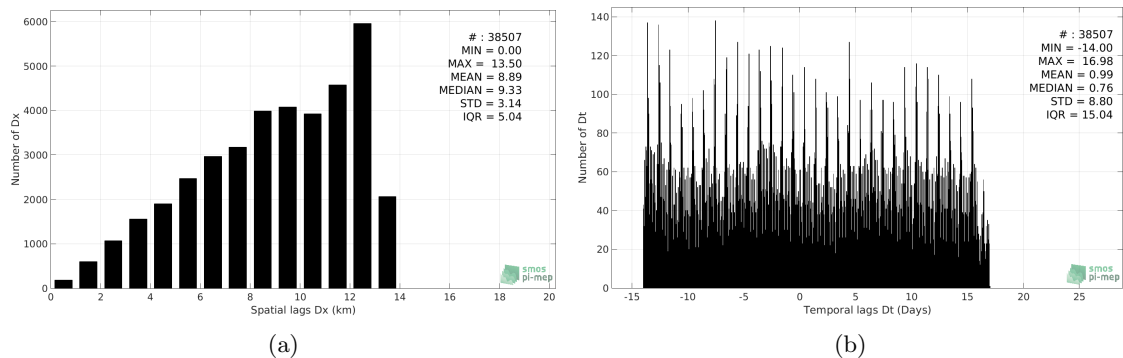 6000
5000
4000
3000
2000
1000
0
Number of Dx
# : 38507
MIN = 0.00
MAX = 13.50
MEAN = 8.89
MEDIAN = 9.33
STD = 3.14
IQR = 5.04
smos
pi-mep
0 2 4 6 8 10 12 14 16 18 20
Spatial lags Dx (km)
(a)
140
120
100
80
60
40
20
0
Number of Dt
# : 38507
MIN = -14.00
MAX = 16.98
MEAN = 0.99
MEDIAN = 0.76
STD = 8.80
IQR = 15.04
smos
pi-mep
-15 -10 -5 0 5 10 15 20 25
Temporal lags Dt (Days)
(b)